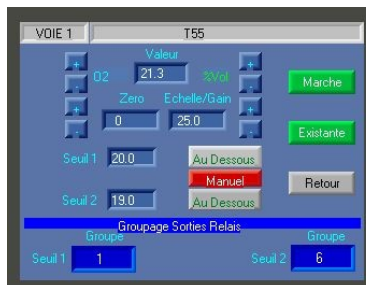 VOIE 1 T55
Valeur
+ O2 21.3 %Vol +
- -
Zero Echelle/Gain
+ 0 25.0 +
- -
Marche
Existante
Seuil 1 20.0 Au Dessous
Manuel
Retour
Seuil 2 19.0 Au Dessous
Groupage Sorties Relais
Groupe Groupe
Seuil 1 1 Seuil 2 6